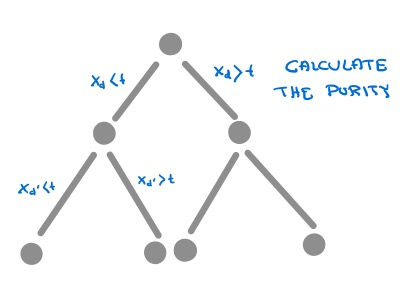 X_d < t
X_d > t
CALCULATE
THE PURITY
X_d' < t
X_d' > t